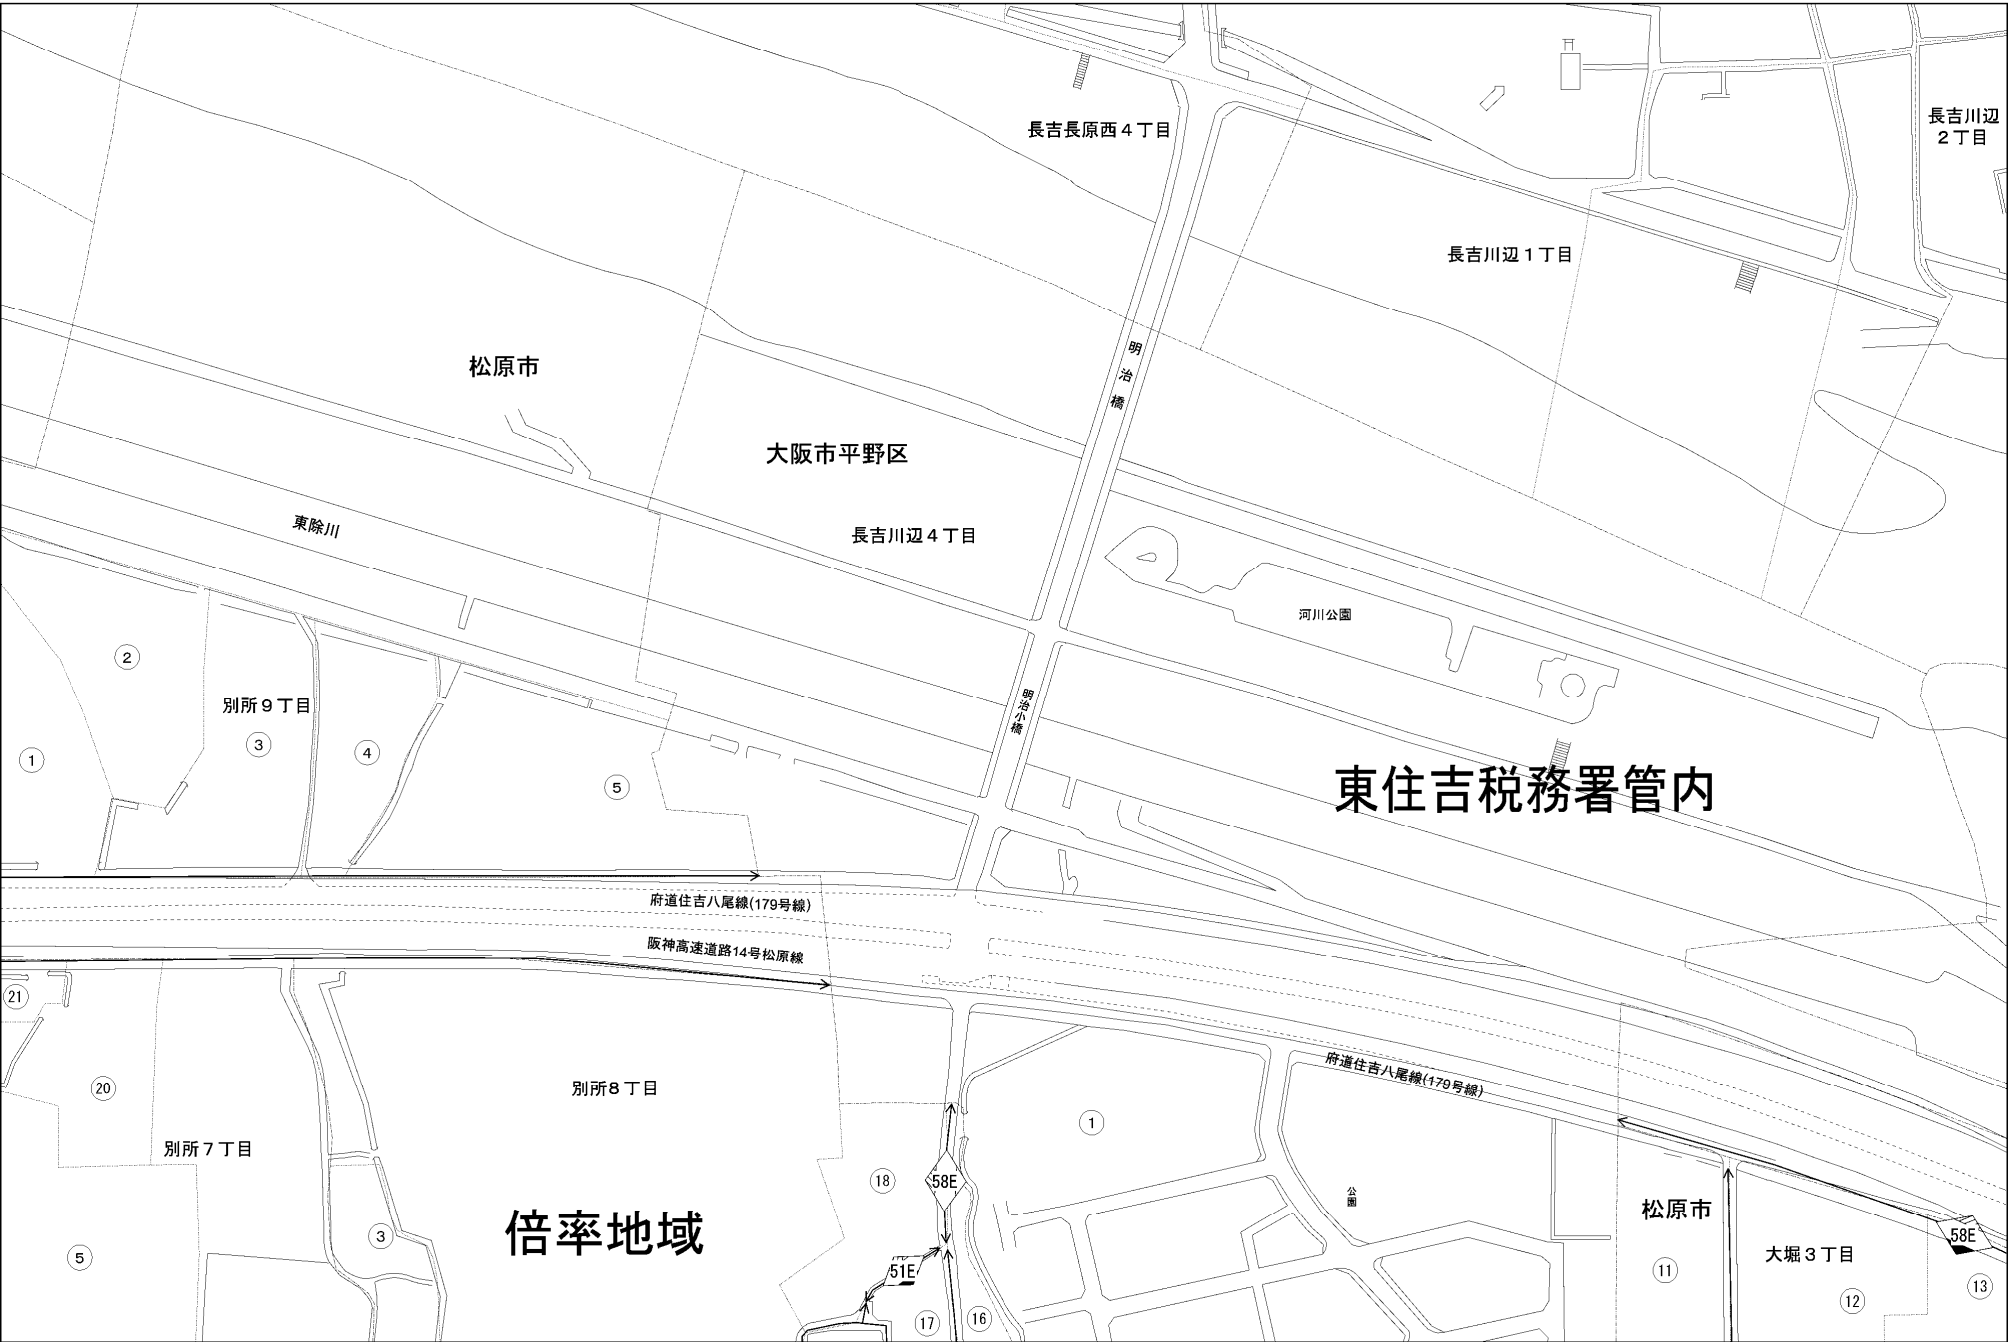 長吉長原西４丁目
長吉川辺
２丁目
長吉川辺１丁目
明治橋
松原市
大阪市平野区
東除川
長吉川辺４丁目
河川公園
②
別所９丁目
③
④
①
⑤
明治小橋
東住吉税務署管内
府道住吉八尾線(179号線)
阪神高速道路14号松原線
㉑
⑳
別所８丁目
府道住吉八尾線(179号線)
①
別所７丁目
⑱
58E
公園
松原市
倍率地域
③
⑤
58E
大堀３丁目
51E
⑪
⑬
⑫
⑰
⑯